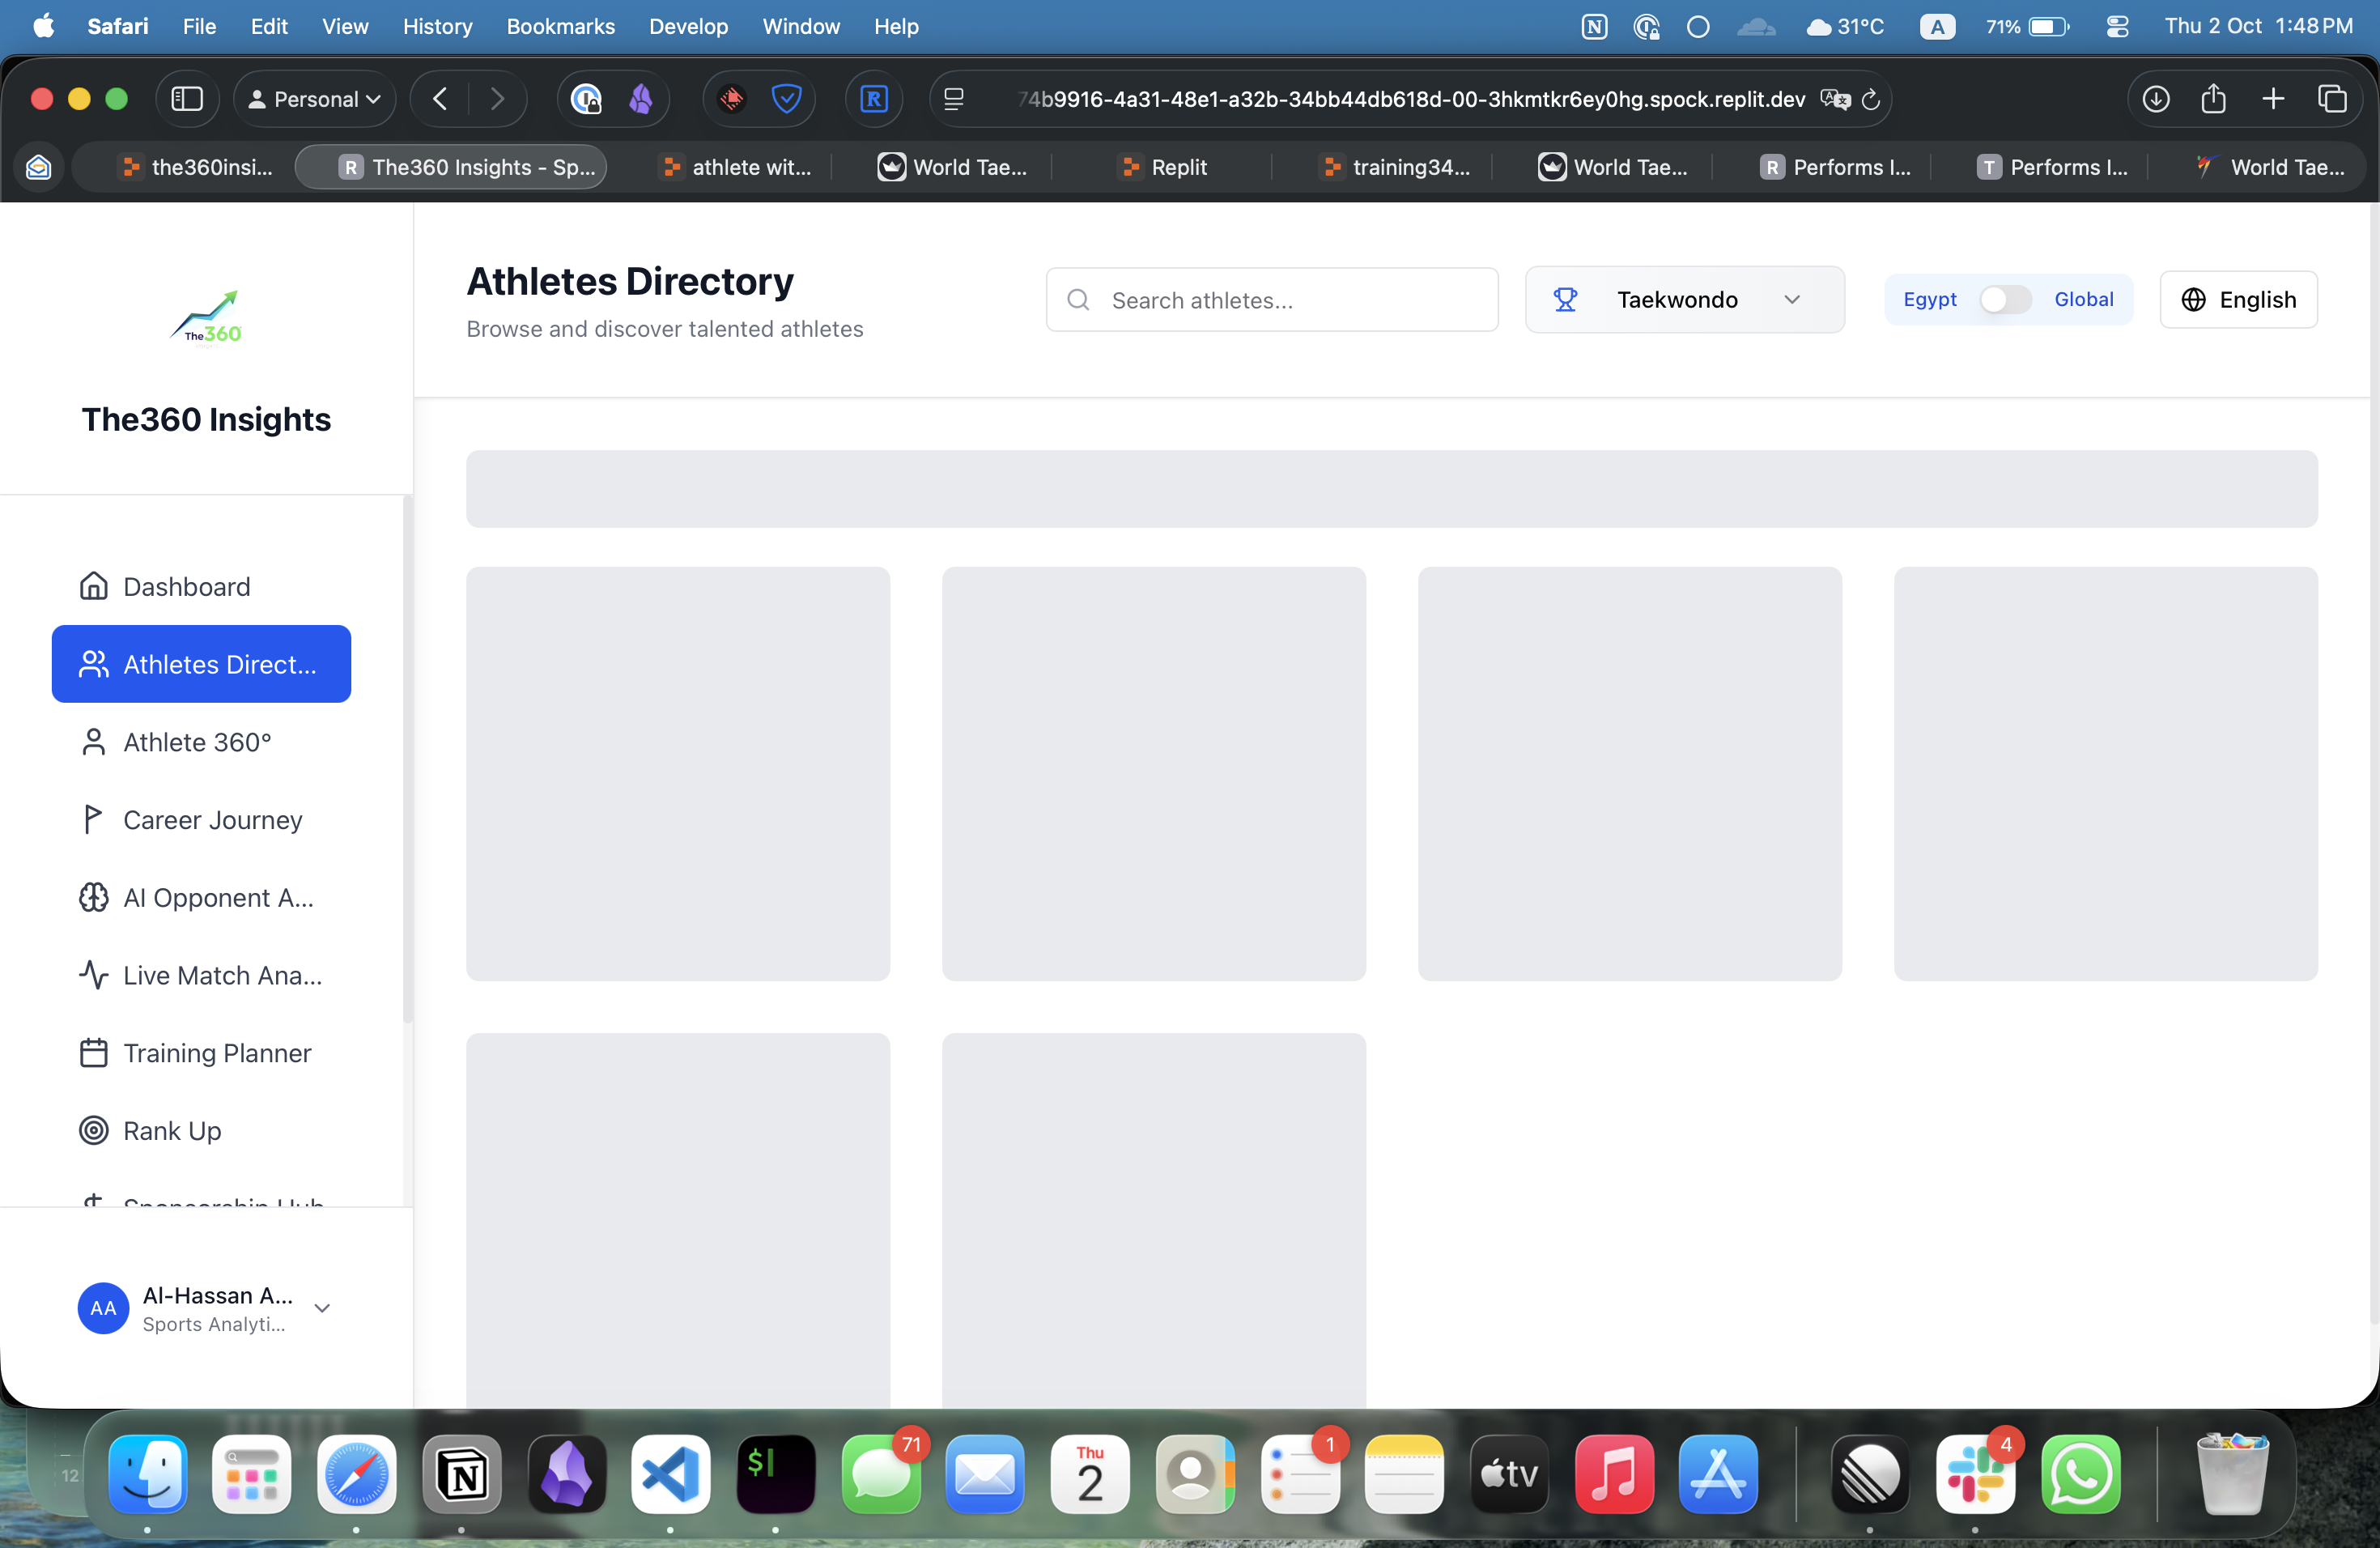 Safari File Edit View History Bookmarks Develop Window Help
31°C A 71% Thu 2 Oct 1:48 PM
Personal
74b9916-4a31-48e1-a32b-34bb44db618d-00-3hkmtkr6ey0hg.spock.replit.dev
the360insi...
R The360 Insights - Sp...
athlete wit...
World Tae...
Replit
training34...
World Tae...
R Performs I...
T Performs I...
World Tae...
The360
The360 Insights
Dashboard
Athletes Direct...
Athlete 360°
Career Journey
AI Opponent A...
Live Match Ana...
Training Planner
Rank Up
Sponsorship Hub
AA
Al-Hassan A...
Sports Analyti...
Athletes Directory
Browse and discover talented athletes
Search athletes...
Taekwondo
Egypt Global
English
12
N
$
71
Thu
2
1
tv
4